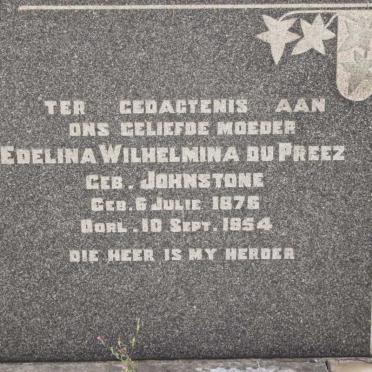 TER GEDAGTENIS AAN
ONS GELIEFDE MOEDER
EDELINA WILHELMINA DU PREEZ
GEB. JOHNSTONE
GEB. 6 JULIE 1876
OORL. 10 SEPT. 1954
DIE HEER IS MY HERDER